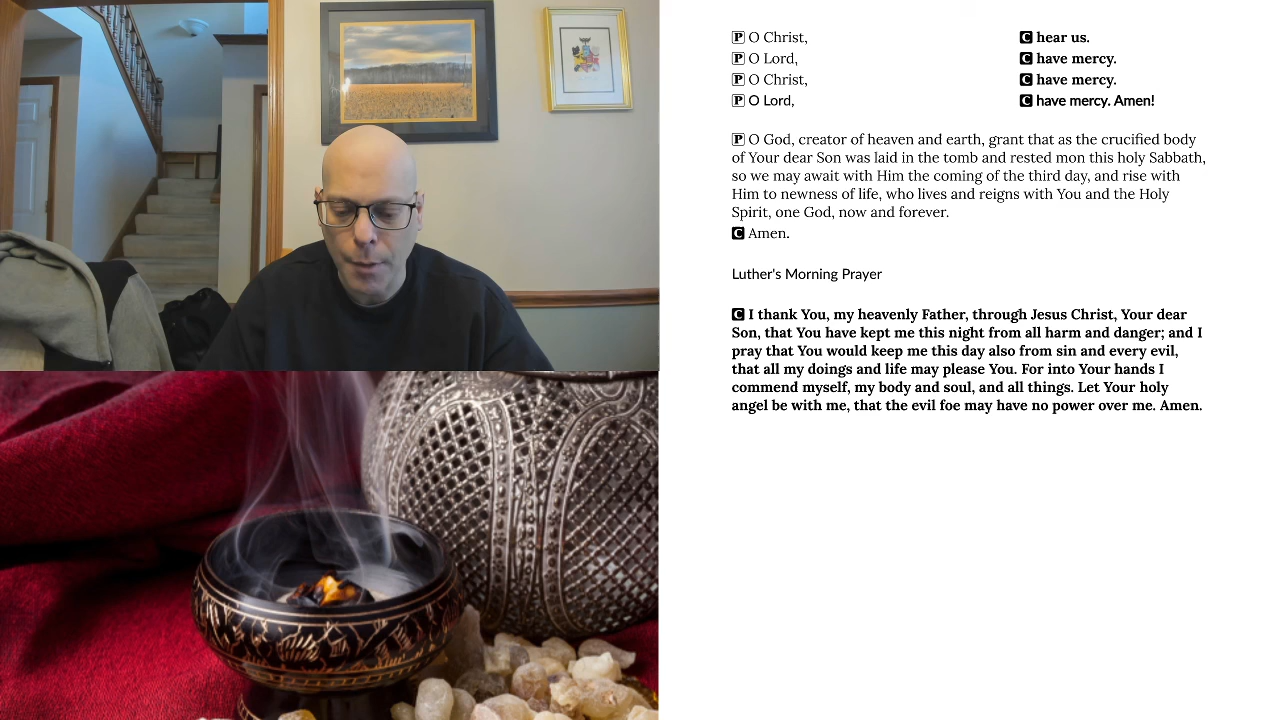 P O Christ, C hear us.
P O Lord, C have mercy.
P O Christ, C have mercy.
P O Lord, C have mercy. Amen!
P O God, creator of heaven and earth, grant that as the crucified body
of Your dear Son was laid in the tomb and rested mon this holy Sabbath,
so we may await with Him the coming of the third day, and rise with
Him to newness of life, who lives and reigns with You and the Holy
Spirit, one God, now and forever.
C Amen.
Luther's Morning Prayer
C I thank You, my heavenly Father, through Jesus Christ, Your dear
Son, that You have kept me this night from all harm and danger; and I
pray that You would keep me this day also from sin and every evil,
that all my doings and life may please You. For into Your hands I
commend myself, my body and soul, and all things. Let Your holy
angel be with me, that the evil foe may have no power over me. Amen.